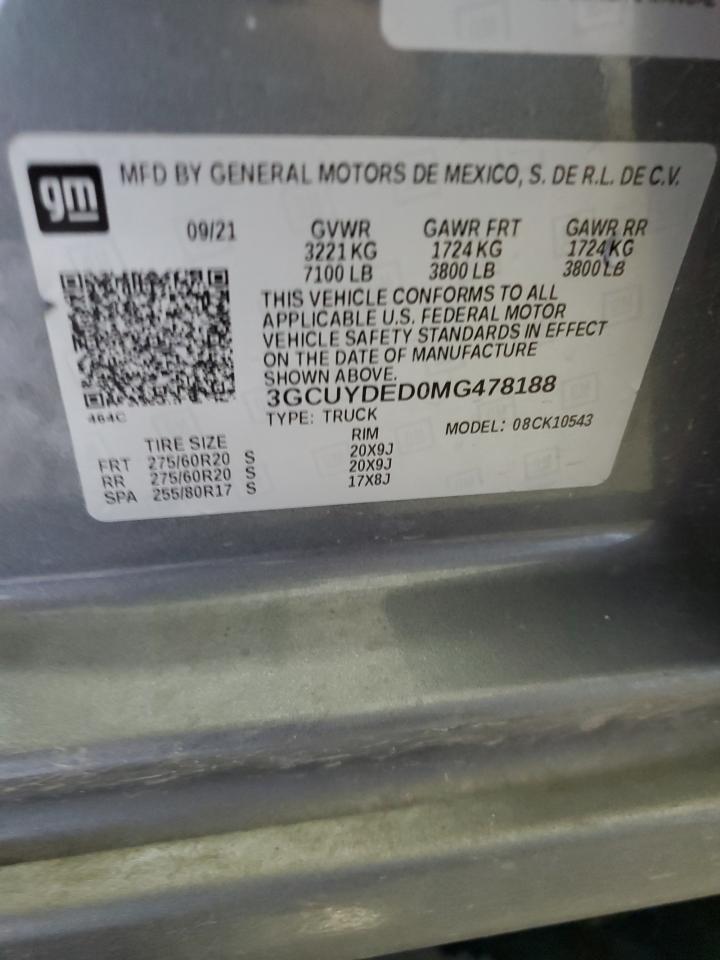 gm
MFD BY GENERAL MOTORS DE MEXICO, S. DE R.L. DE C.V.
09/21 GVWR GAWR FRT GAWR RR
3221 KG 1724 KG 1724 KG
7100 LB 3800 LB 3800 LB
THIS VEHICLE CONFORMS TO ALL
APPLICABLE U.S. FEDERAL MOTOR
VEHICLE SAFETY STANDARDS IN EFFECT
ON THE DATE OF MANUFACTURE
SHOWN ABOVE.
3GCUYDED0MG478188
464C
TYPE: TRUCK MODEL: 08CK10543
TIRE SIZE RIM
FRT 275/60R20 S 20X9J
RR 275/60R20 S 20X9J
SPA 255/80R17 S 17X8J